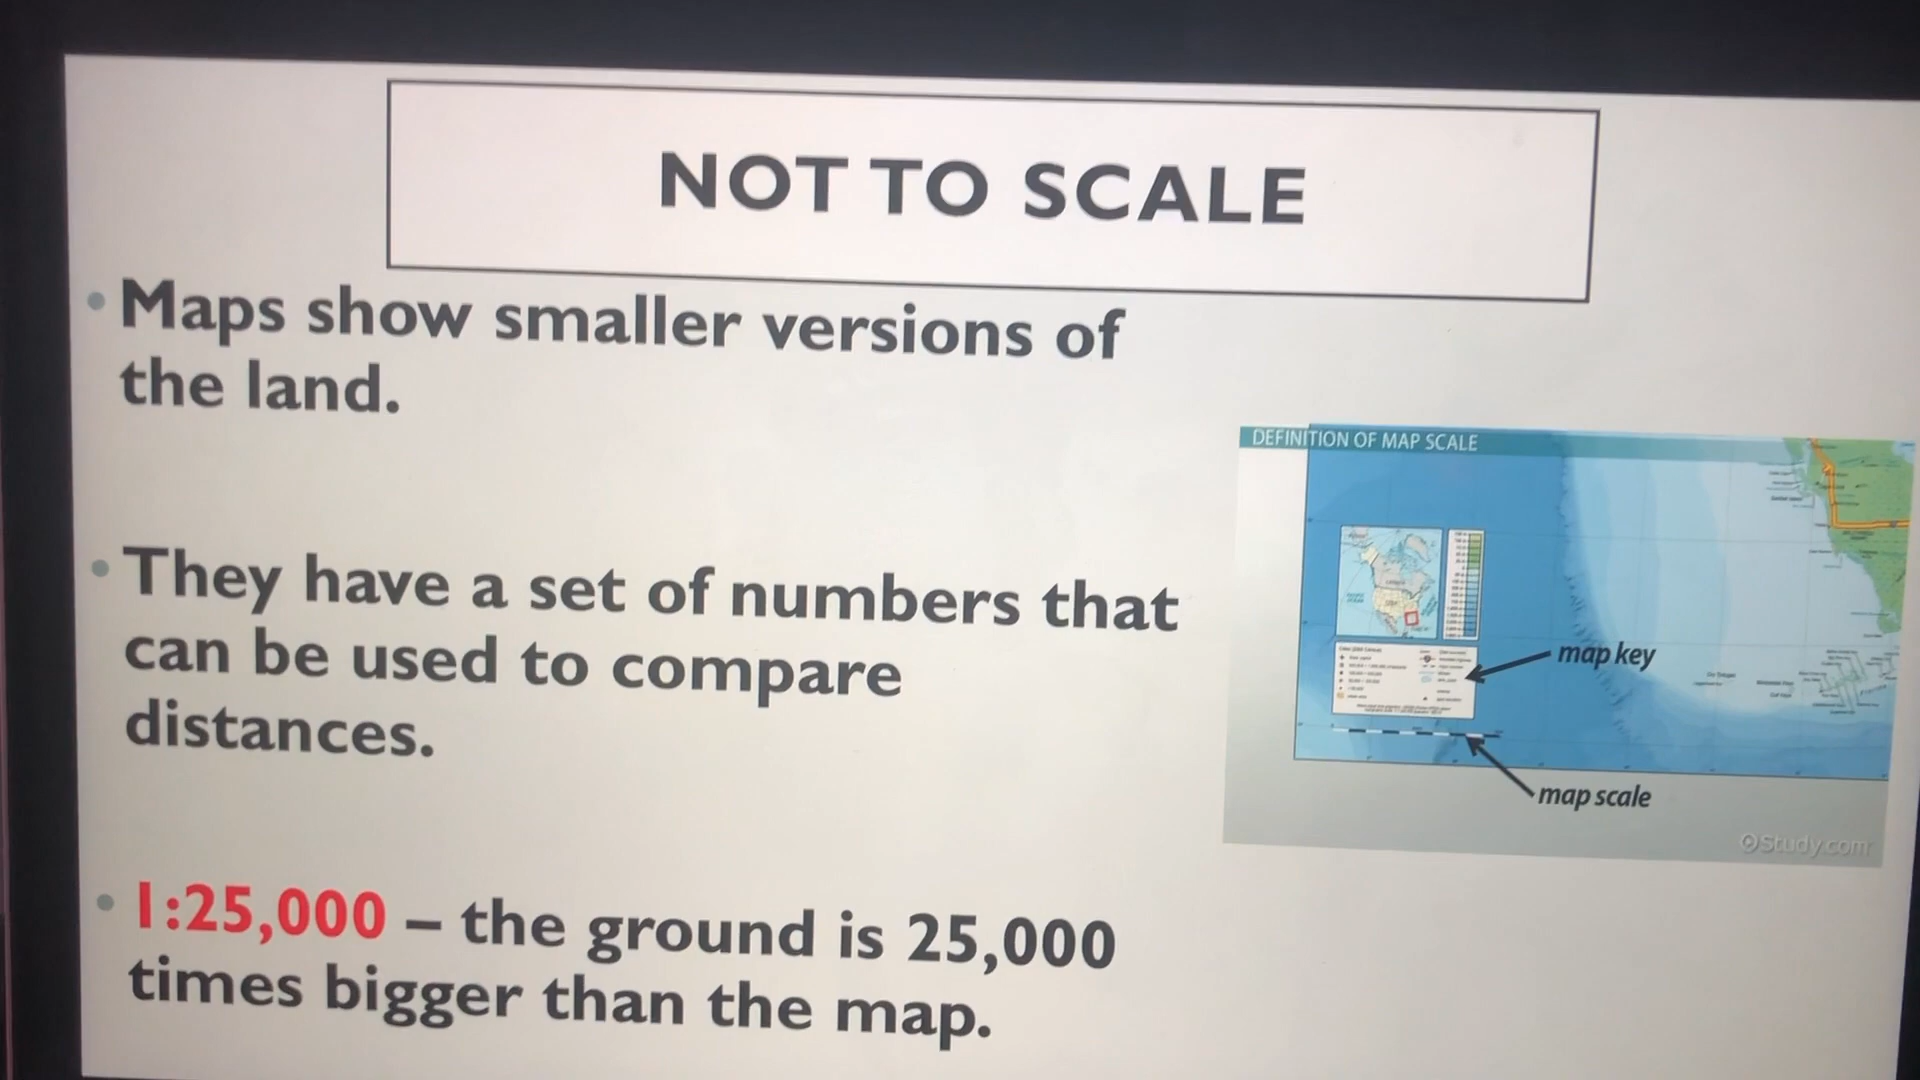 NOT TO SCALE
• Maps show smaller versions of
the land.
• They have a set of numbers that
can be used to compare
distances.
• 1:25,000 – the ground is 25,000
times bigger than the map.
DEFINITION OF MAP SCALE
map key
map scale
Study.com